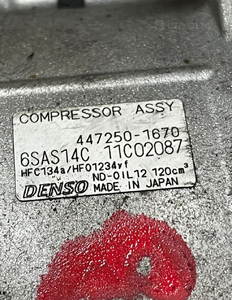 COMPRESSOR ASSY
447250-1670
6SAS14C 11C02087
HFC134a/HFO1234yf
ND-OIL12 120cm³
DENSO MADE IN JAPAN